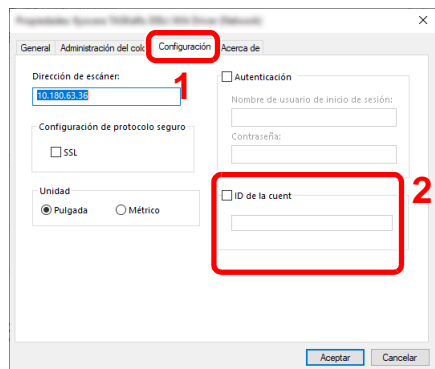 General Administración del colo Configuración Acerca de
1
Dirección de escáner:
10.180.63.36
Configuración de protocolo seguro
SSL
Unidad
Pulgada Métrico
Autenticación
Nombre de usuario de inicio de sesión:
Contraseña:
2
ID de la cuent
Aceptar Cancelar